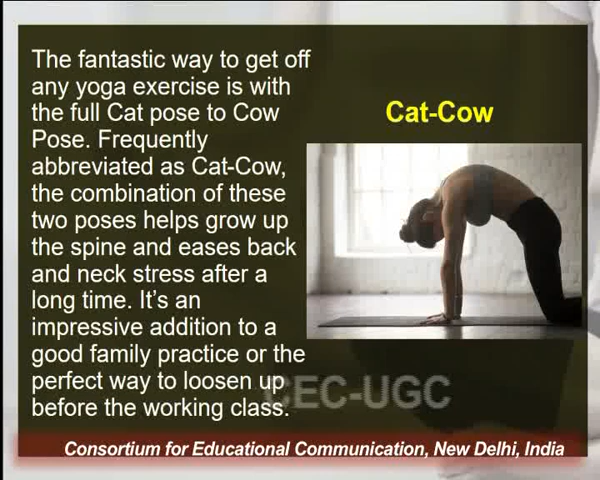 The fantastic way to get off
any yoga exercise is with
the full Cat pose to Cow
Pose. Frequently
abbreviated as Cat-Cow,
the combination of these
two poses helps grow up
the spine and eases back
and neck stress after a
long time. It's an
impressive addition to a
good family practice or the
perfect way to loosen up
before the working class.
Cat-Cow
CEC-UGC
Consortium for Educational Communication, New Delhi, India